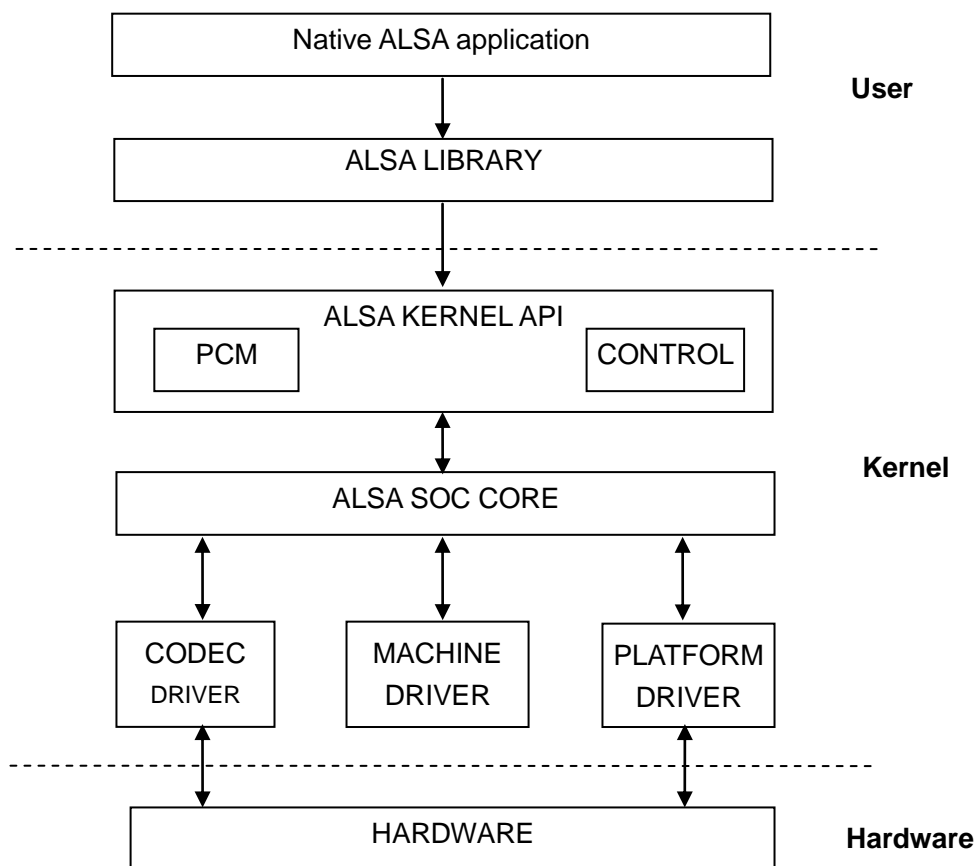 Native ALSA application
User
ALSA LIBRARY
ALSA KERNEL API
PCM
CONTROL
Kernel
ALSA SOC CORE
CODEC
DRIVER
MACHINE
DRIVER
PLATFORM
DRIVER
HARDWARE
Hardware